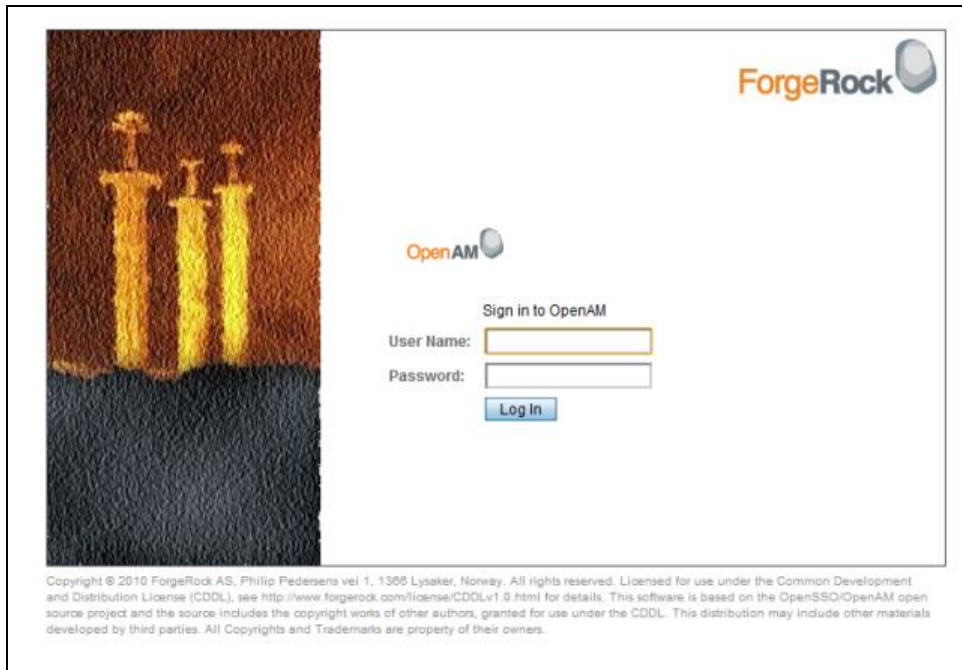 ForgeRock
OpenAM
Sign in to OpenAM
User Name:
Password:
Log In
Copyright © 2010 ForgeRock AS, Philip Pedersens vei 1, 1366 Lysaker, Norway. All rights reserved. Licensed for use under the Common Development
and Distribution License (CDDL), see http://www.forgerock.com/license/CDDLv1.0.html for details. This software is based on the OpenSSO/OpenAM open
source project and the source includes the copyright works of other authors, granted for use under the CDDL. This distribution may include other materials
developed by third parties. All Copyrights and Trademarks are property of their owners.